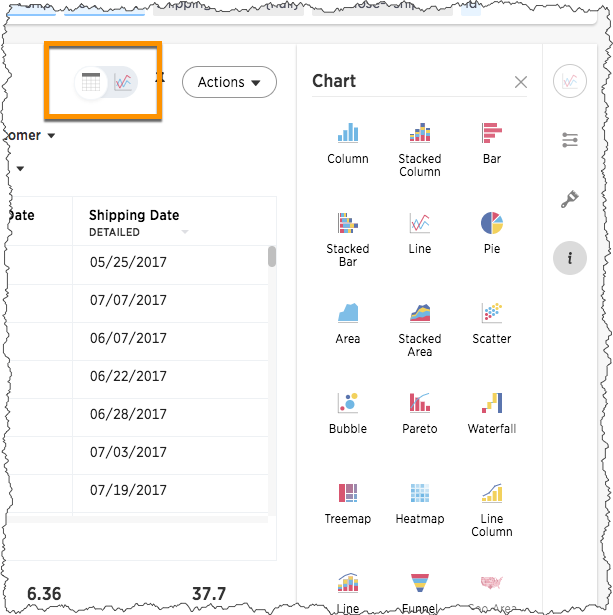 Actions
Chart
omer
Date
Shipping Date
DETAILED
05/25/2017
07/07/2017
06/07/2017
06/22/2017
06/28/2017
07/03/2017
07/19/2017
6.36
37.7
Column
Stacked
Column
Bar
Stacked
Bar
Line
Pie
Area
Stacked
Area
Scatter
Bubble
Pareto
Waterfall
Treemap
Heatmap
Line
Column
Line
Funnel
Geo Area
i